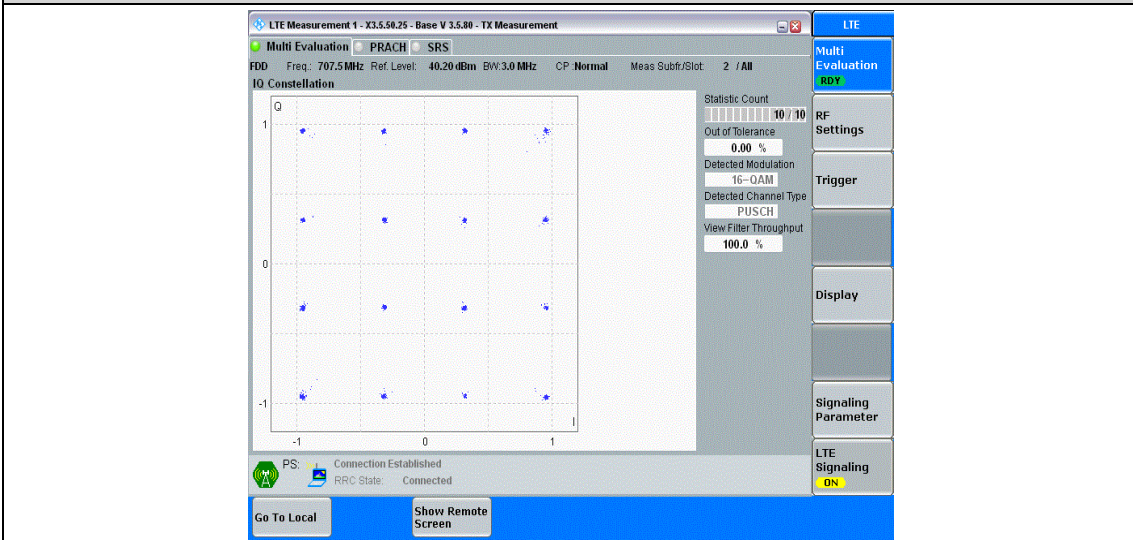 LTE Measurement 1 - X3.5.50.25 - Base V 3.5.80 - TX Measurement
LTE
Multi Evaluation PRACH SRS
FDD Freq.: 707.5 MHz Ref. Level: 40.20 dBm BW:3.0 MHz CP :Normal Meas Subfr./Slot: 2 / All
IQ Constellation
Q
1
0
-1
I
-1 0 1
Statistic Count
10 / 10
Out of Tolerance
0.00 %
Detected Modulation
16-QAM
Detected Channel Type
PUSCH
View Filter Throughput
100.0 %
Multi
Evaluation
RDY
RF
Settings
Trigger
Display
Signaling
Parameter
LTE
Signaling
ON
PS: Connection Established
RRC State: Connected
Go To Local
Show Remote
Screen